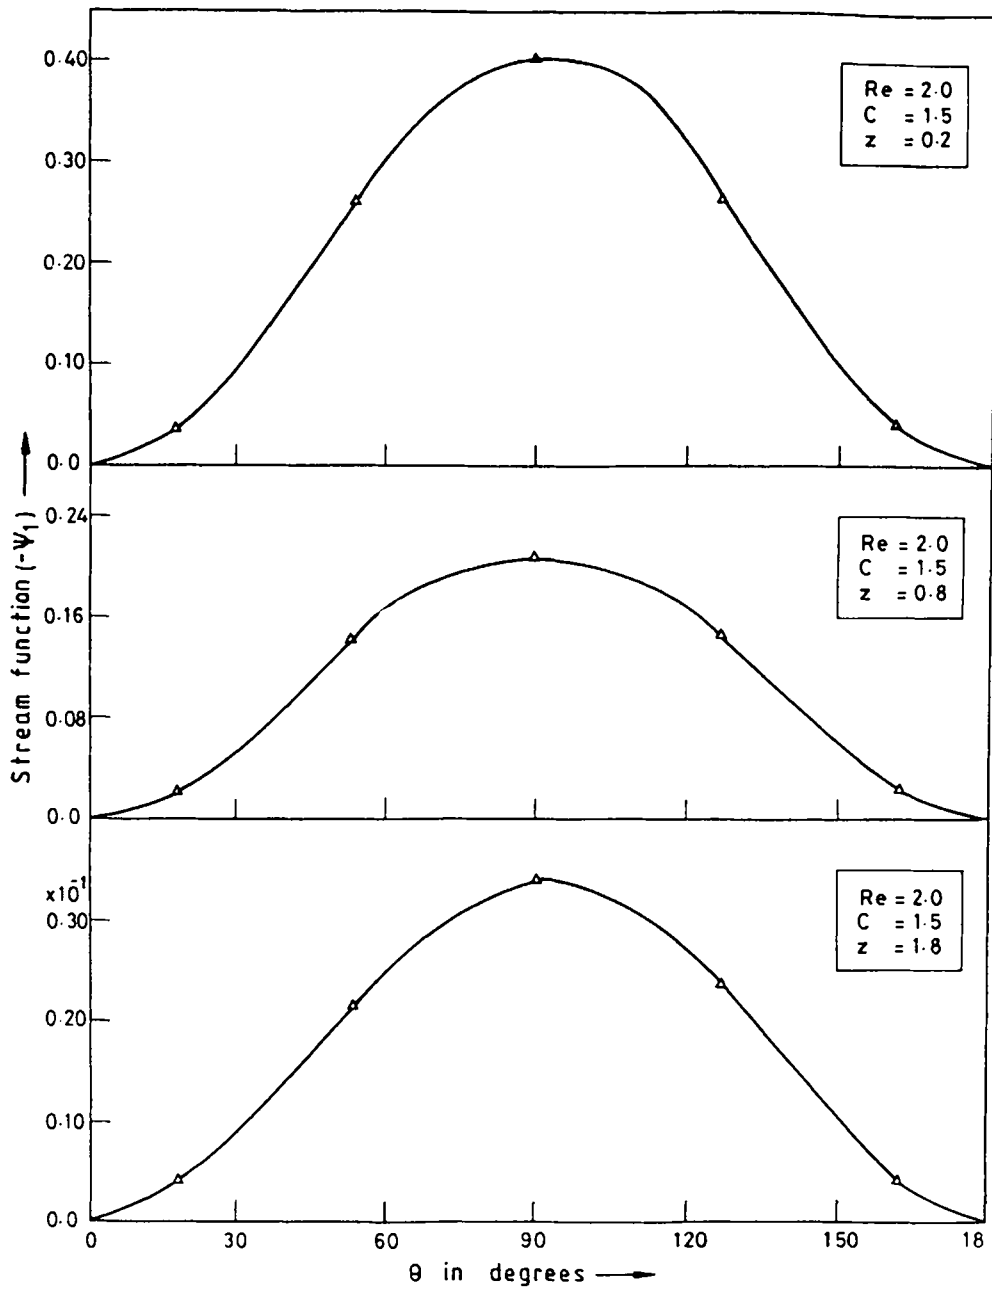 0.40
0.30
0.20
0.10
0.0
Re = 2.0
C = 1.5
z = 0.2
0.24
0.16
0.08
0.0
Re = 2.0
C = 1.5
z = 0.8
x10⁻¹
0.30
0.20
0.10
0.0
Re = 2.0
C = 1.5
z = 1.8
Stream function (-Ψ₁)
0 30 60 90 120 150 18
θ in degrees